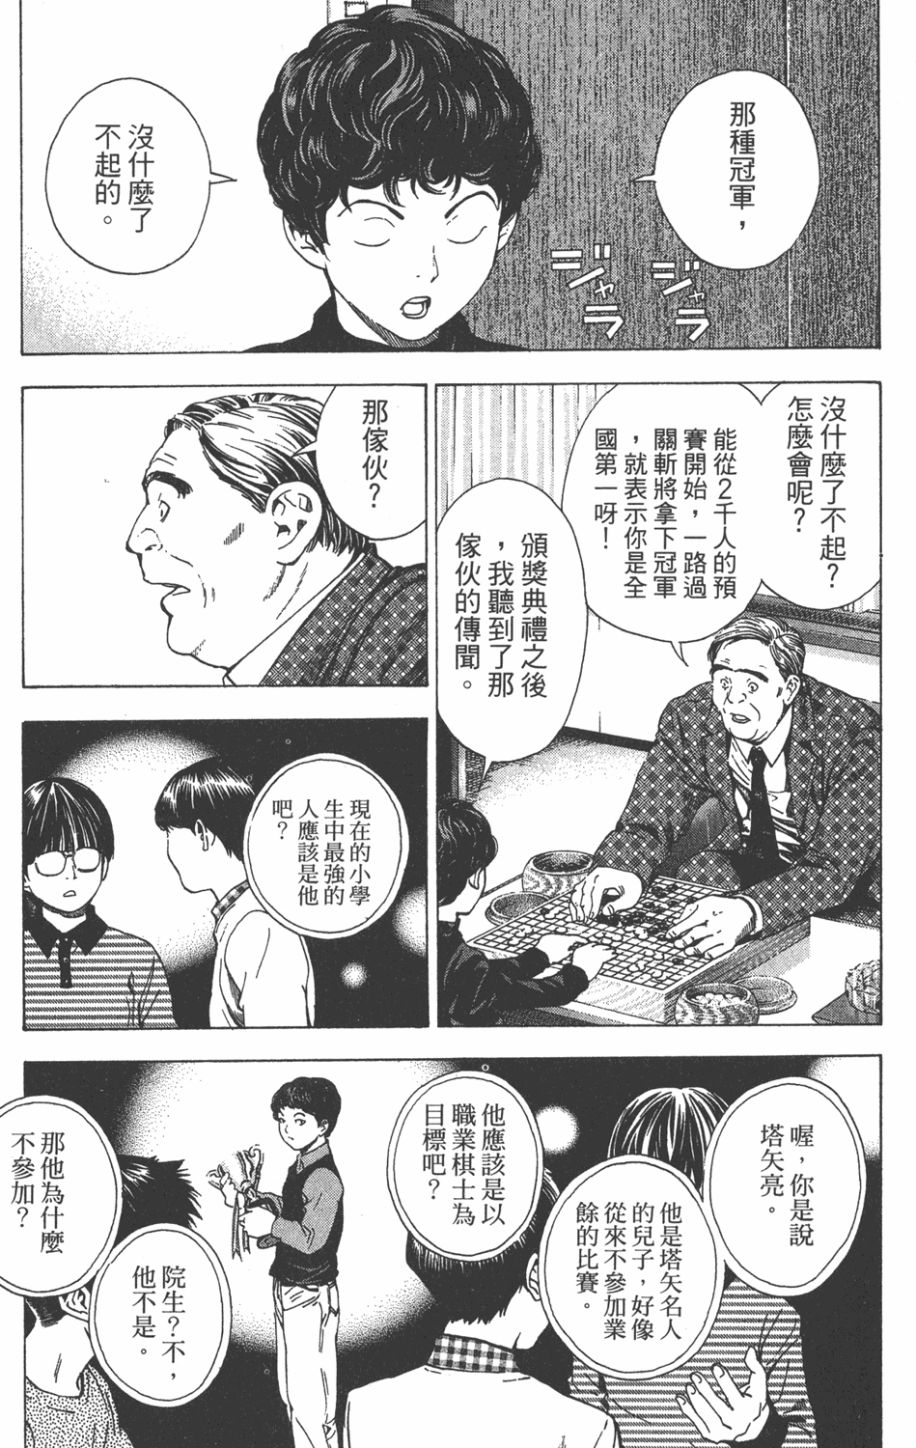 那種冠軍，
沒什麼了
不起的。
ジャラ
ジャラ
沒什麼了不起？
怎麼會呢？
能從2千人的預
賽開始，一路過
關斬將拿下冠軍
，就表示你是全
國第一呀！
頒獎典禮之後
，我聽到了那
傢伙的傳聞。
那傢伙？
現在的小學
生中最強的
人應該是他
吧？
喔，你是說
塔矢亮。
他是塔矢名人
的兒子，好像
從來不參加業
餘的比賽。
他應該是以
職業棋士為
目標吧？
院生？不，
他不是。
那他為什麼
不參加？